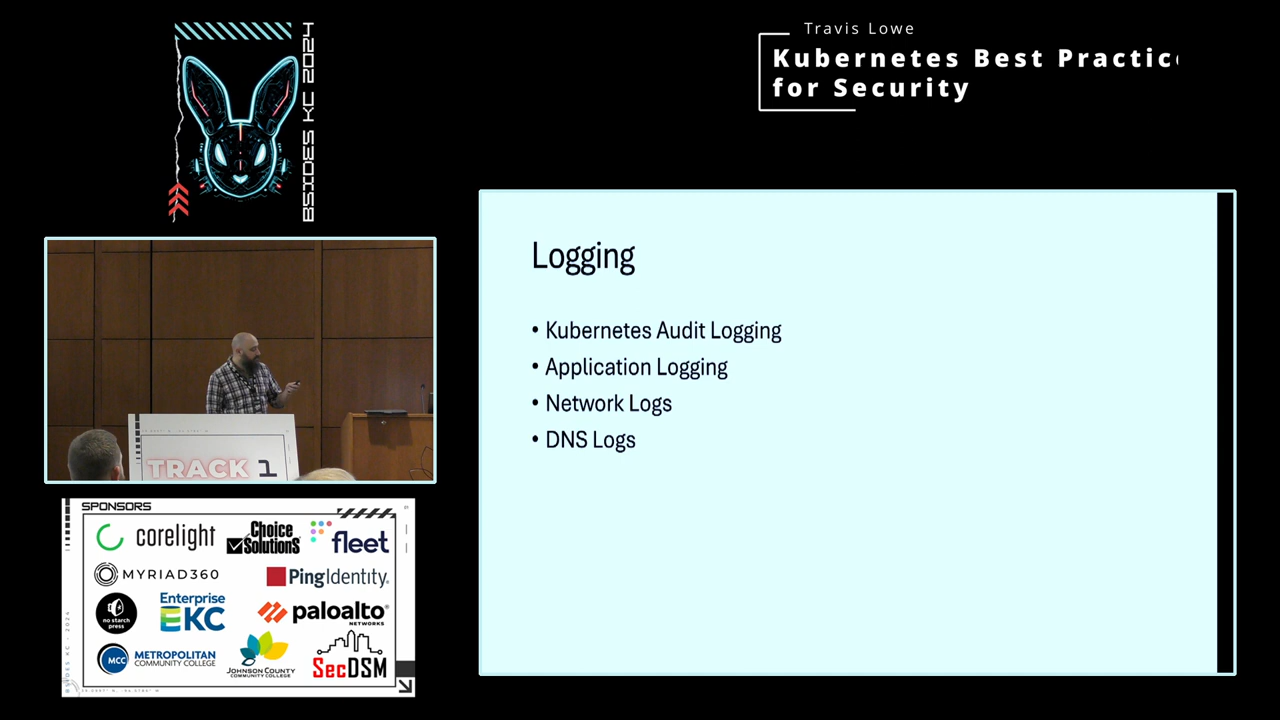 BSIDES KC 2024
Travis Lowe
Kubernetes Best Practic
for Security
Logging
• Kubernetes Audit Logging
• Application Logging
• Network Logs
• DNS Logs
TRACK 1
SPONSORS
corelight
Choice
Solutions
fleet
MYRIAD360
PingIdentity.
no starch
press
Enterprise
EKC
paloalto
NETWORKS
MCC
METROPOLITAN
COMMUNITY COLLEGE
JOHNSON COUNTY
COMMUNITY COLLEGE
SecDSM